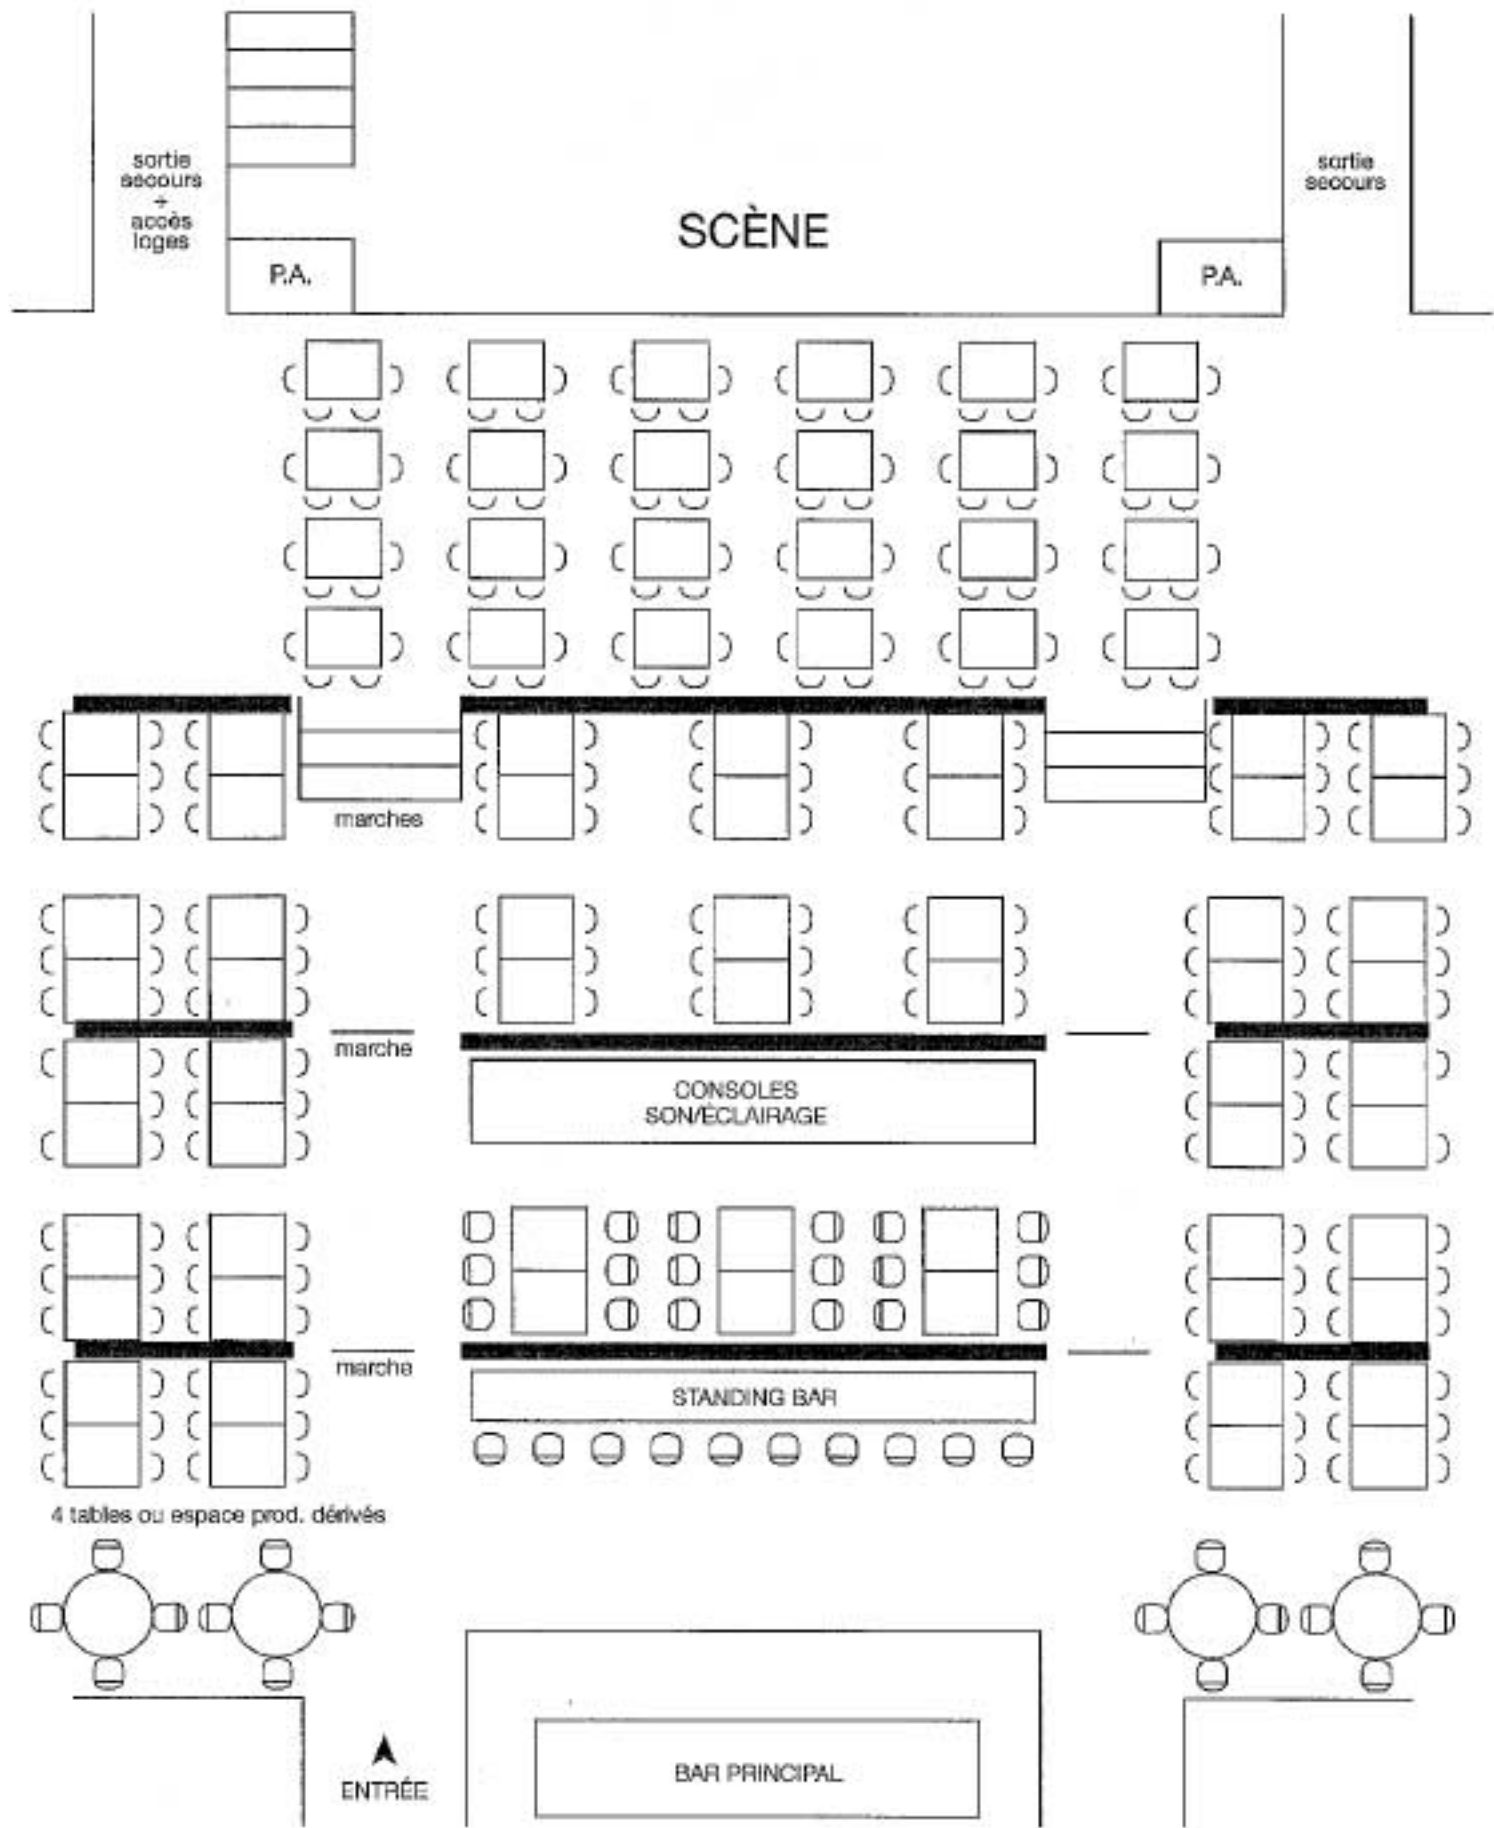 sortie
secours
+
accès
loges
sortie
secours
SCÈNE
P.A.
P.A.
marches
marche
CONSOLES
SON/ÉCLAIRAGE
marche
STANDING BAR
4 tables ou espace prod. dérivés
BAR PRINCIPAL
ENTRÉE